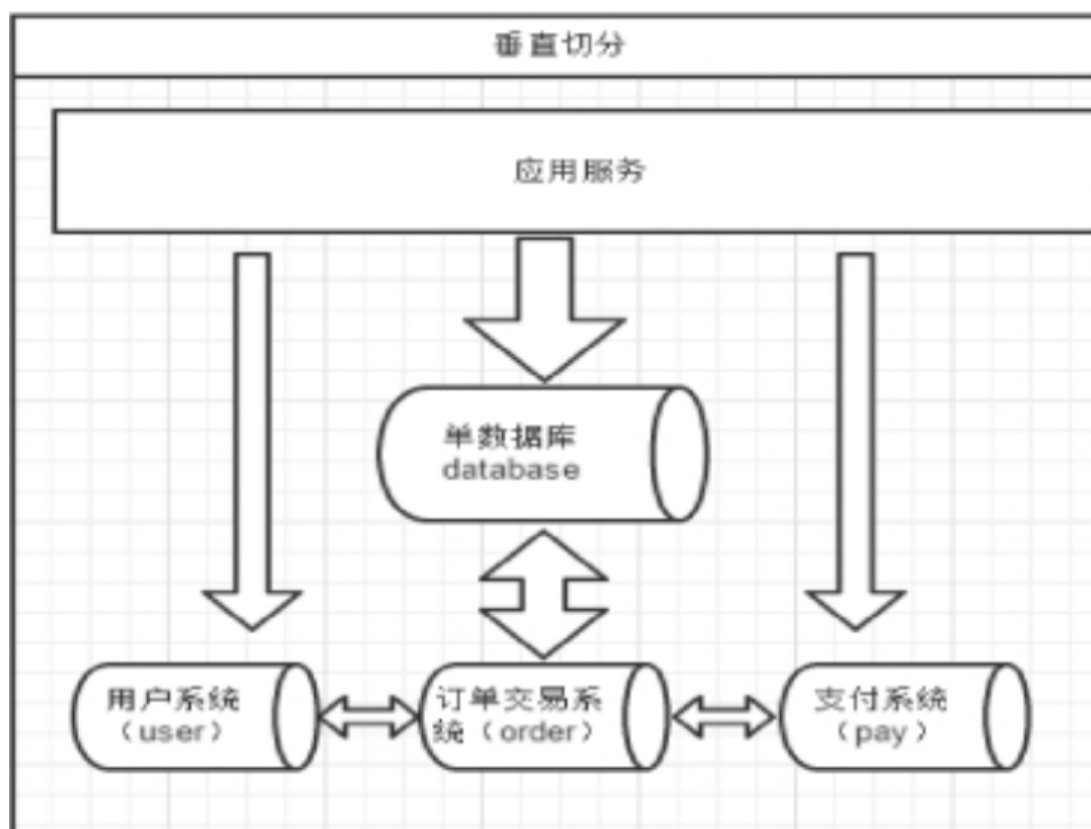 垂直切分
应用服务
单数据库
database
用户系统
（user）
订单交易系
统（order）
支付系统
（pay）